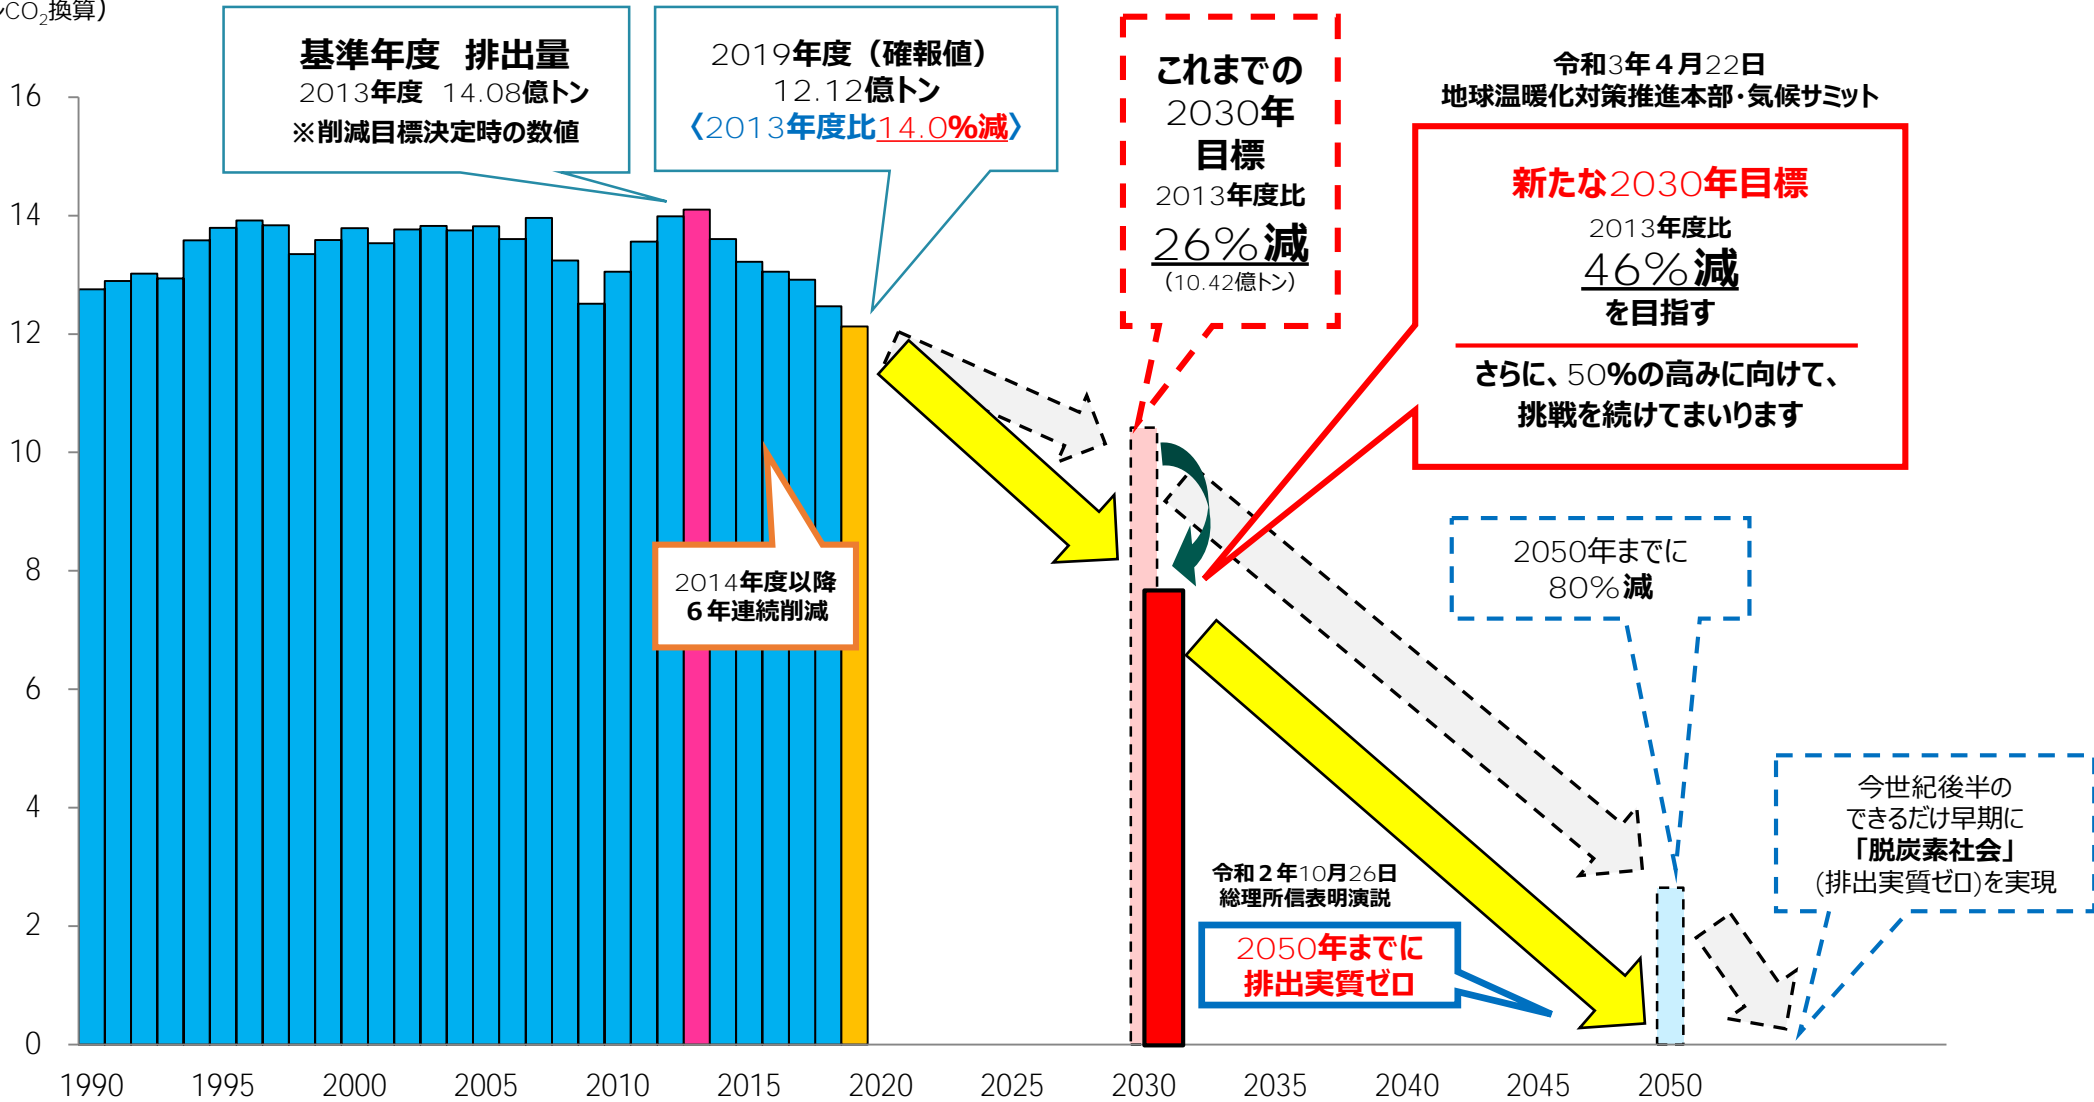 ンCO₂換算）
基準年度　排出量
2013年度　14.08億トン
※削減目標決定時の数値
2019年度（確報値）
12.12億トン
〈2013年度比14.0%減〉
これまでの
2030年
目標
2013年度比
26%減
（10.42億トン）
令和3年４月22日
地球温暖化対策推進本部・気候サミット
新たな2030年目標
2013年度比
46%減
を目指す
さらに、50%の高みに向けて、
挑戦を続けてまいります
2014年度以降
６年連続削減
2050年までに
80%減
今世紀後半の
できるだけ早期に
「脱炭素社会」
(排出実質ゼロ)を実現
令和２年10月26日
総理所信表明演説
2050年までに
排出実質ゼロ
16
14
12
10
8
6
4
2
0
1990 1995 2000 2005 2010 2015 2020 2025 2030 2035 2040 2045 2050